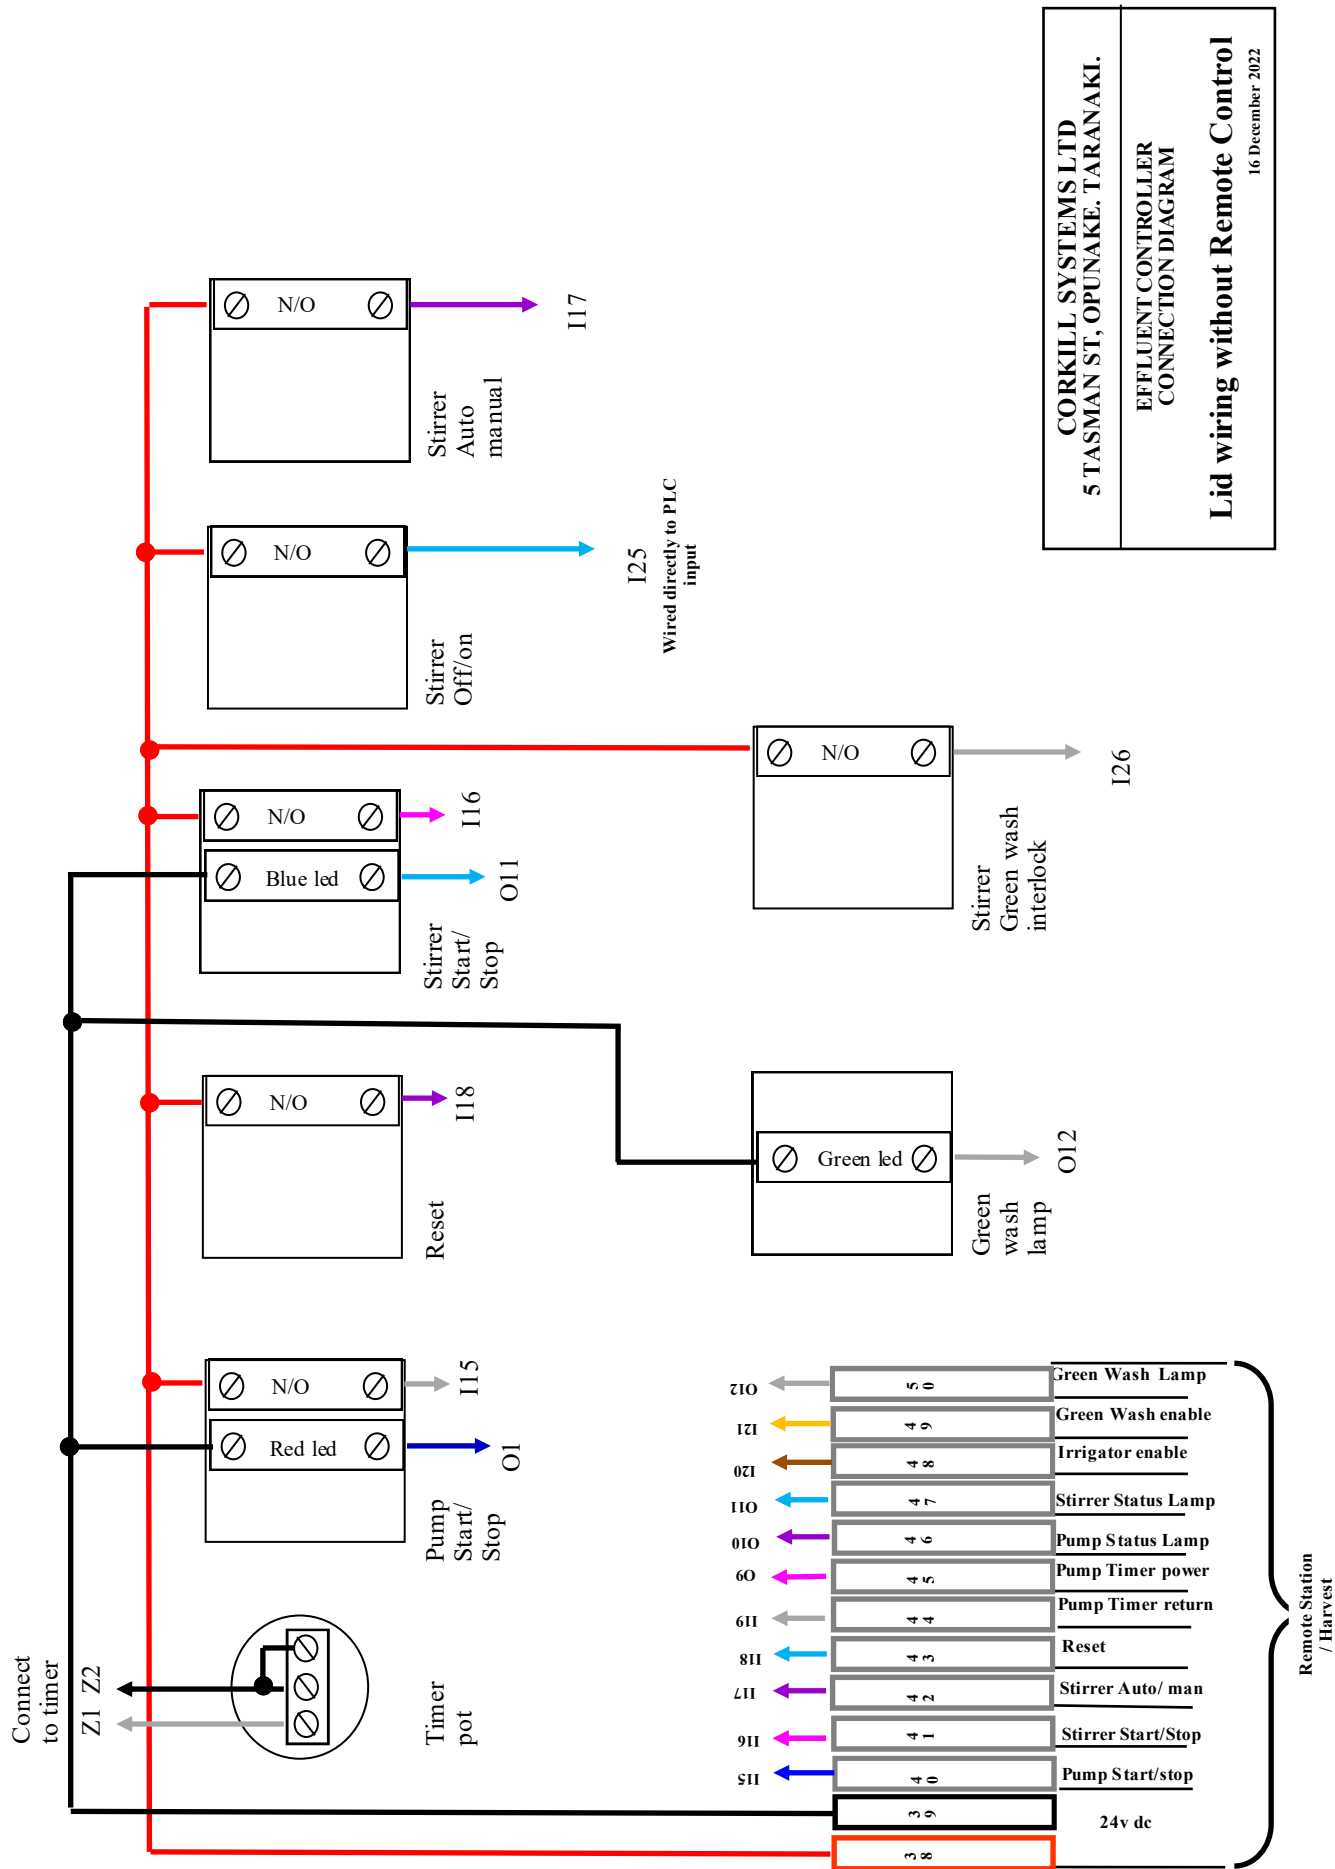 Connect
to timer
Z1 Z2
Timer
pot
Red led
N/O
O1
I15
Pump
Start/
Stop
N/O
I18
Reset
Blue led
N/O
O11
I16
Stirrer
Start/
Stop
N/O
I25
Wired directly to PLC
input
Stirrer
Off/on
N/O
I17
Stirrer
Auto
manual
Green led
O12
Green
wash
lamp
N/O
I26
Stirrer
Green wash
interlock
O12 50 Green Wash Lamp
I21 49 Green Wash enable
I20 48 Irrigator enable
O11 47 Stirrer Status Lamp
O10 46 Pump Status Lamp
O9 45 Pump Timer power
I19 44 Pump Timer return
I18 43 Reset
I17 42 Stirrer Auto/ man
I16 41 Stirrer Start/Stop
I15 40 Pump Start/stop
39 24v dc
38
Remote Station
/ Harvest
CORKILL SYSTEMS LTD
5 TASMAN ST, OPUNAKE. TARANAKI.
EFFLUENT CONTROLLER
CONNECTION DIAGRAM
Lid wiring without Remote Control
16 December 2022